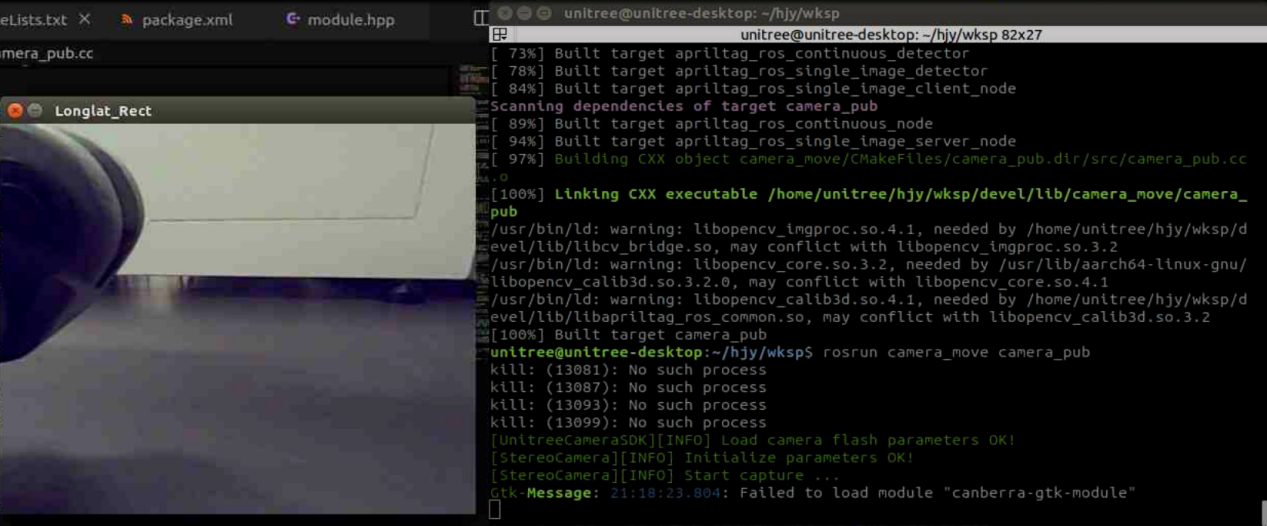 eLists.txt ×
package.xml
module.hpp
mera_pub.cc
Longlat_Rect
unitree@unitree-desktop: ~/hjy/wksp
unitree@unitree-desktop: ~/hjy/wksp 82x27
[ 73%] Built target apriltag_ros_continuous_detector
[ 78%] Built target apriltag_ros_single_image_detector
[ 84%] Built target apriltag_ros_single_image_client_node
Scanning dependencies of target camera_pub
[ 89%] Built target apriltag_ros_continuous_node
[ 94%] Built target apriltag_ros_single_image_server_node
[ 97%] Building CXX object camera_move/CMakeFiles/camera_pub.dir/src/camera_pub.cc
.o
[100%] Linking CXX executable /home/unitree/hjy/wksp/devel/lib/camera_move/camera_
pub
/usr/bin/ld: warning: libopencv_imgproc.so.4.1, needed by /home/unitree/hjy/wksp/d
evel/lib/libcv_bridge.so, may conflict with libopencv_imgproc.so.3.2
/usr/bin/ld: warning: libopencv_core.so.3.2, needed by /usr/lib/aarch64-linux-gnu/
libopencv_calib3d.so.3.2.0, may conflict with libopencv_core.so.4.1
/usr/bin/ld: warning: libopencv_calib3d.so.4.1, needed by /home/unitree/hjy/wksp/d
evel/lib/libapriltag_ros_common.so, may conflict with libopencv_calib3d.so.3.2
[100%] Built target camera_pub
unitree@unitree-desktop:~/hjy/wksp$ rosrun camera_move camera_pub
kill: (13081): No such process
kill: (13087): No such process
kill: (13093): No such process
kill: (13099): No such process
[UnitreeCameraSDK][INFO] Load camera flash parameters OK!
[StereoCamera][INFO] Initialize parameters OK!
[StereoCamera][INFO] Start capture ...
Gtk-Message: 21:18:23.804: Failed to load module "canberra-gtk-module"